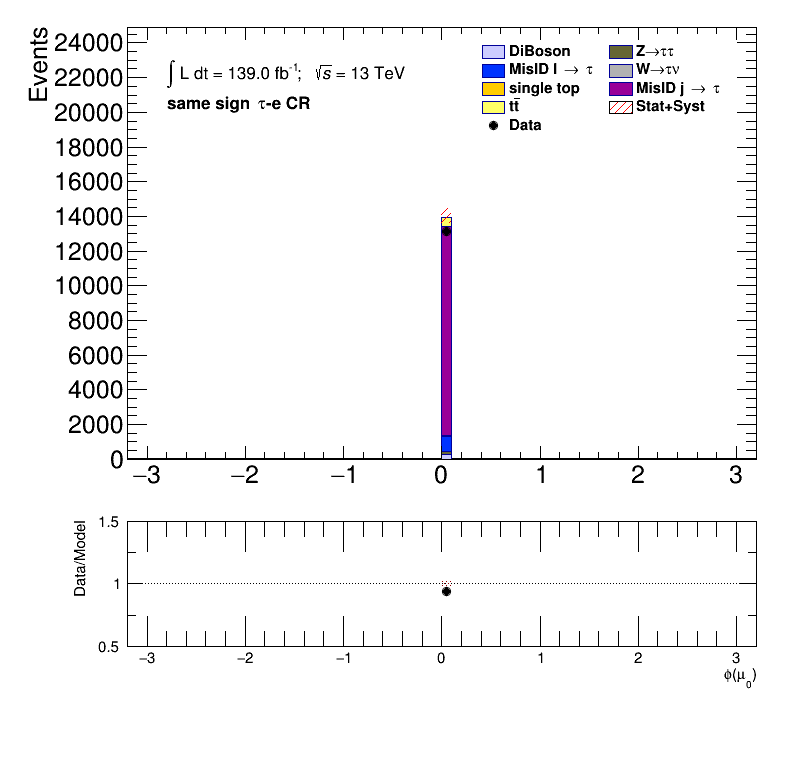 Events
24000
22000
20000
18000
16000
14000
12000
10000
8000
6000
4000
2000
0
∫ L dt = 139.0 fb⁻¹; √s = 13 TeV
same sign τ-e CR
DiBoson
MisID l → τ
single top
tt̄
Data
Z→ττ
W→τν
MisID j → τ
Stat+Syst
−3 −2 −1 0 1 2 3
Data/Model
1.5
1
0.5
−3 −2 −1 0 1 2 3
ϕ(μ₀)